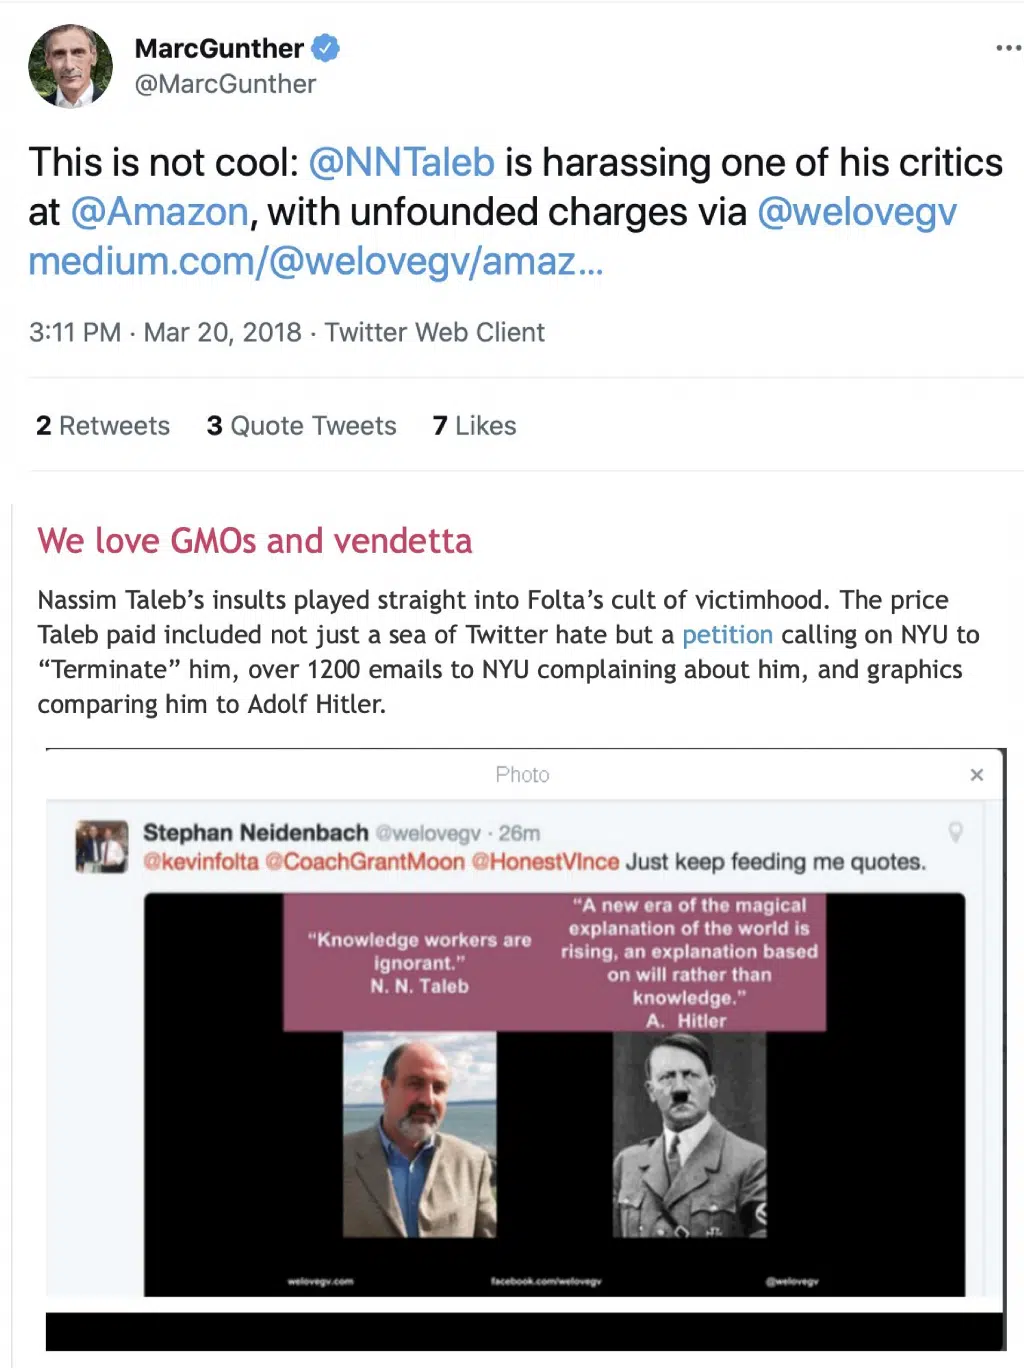 MarcGunther
@MarcGunther
This is not cool: @NNTaleb is harassing one of his critics
at @Amazon, with unfounded charges via @welovegv
medium.com/@welovegv/amaz...
3:11 PM · Mar 20, 2018 · Twitter Web Client
2 Retweets 3 Quote Tweets 7 Likes
We love GMOs and vendetta
Nassim Taleb’s insults played straight into Folta’s cult of victimhood. The price
Taleb paid included not just a sea of Twitter hate but a petition calling on NYU to
“Terminate” him, over 1200 emails to NYU complaining about him, and graphics
comparing him to Adolf Hitler.
Photo
Stephan Neidenbach @welovegv · 26m
@kevinfolta @CoachGrantMoon @HonestVInce Just keep feeding me quotes.
“Knowledge workers are
ignorant.”
N. N. Taleb
“A new era of the magical
explanation of the world is
rising, an explanation based
on will rather than
knowledge.”
A. Hitler
welovegv.com
facebook.com/welovegv
@welovegv